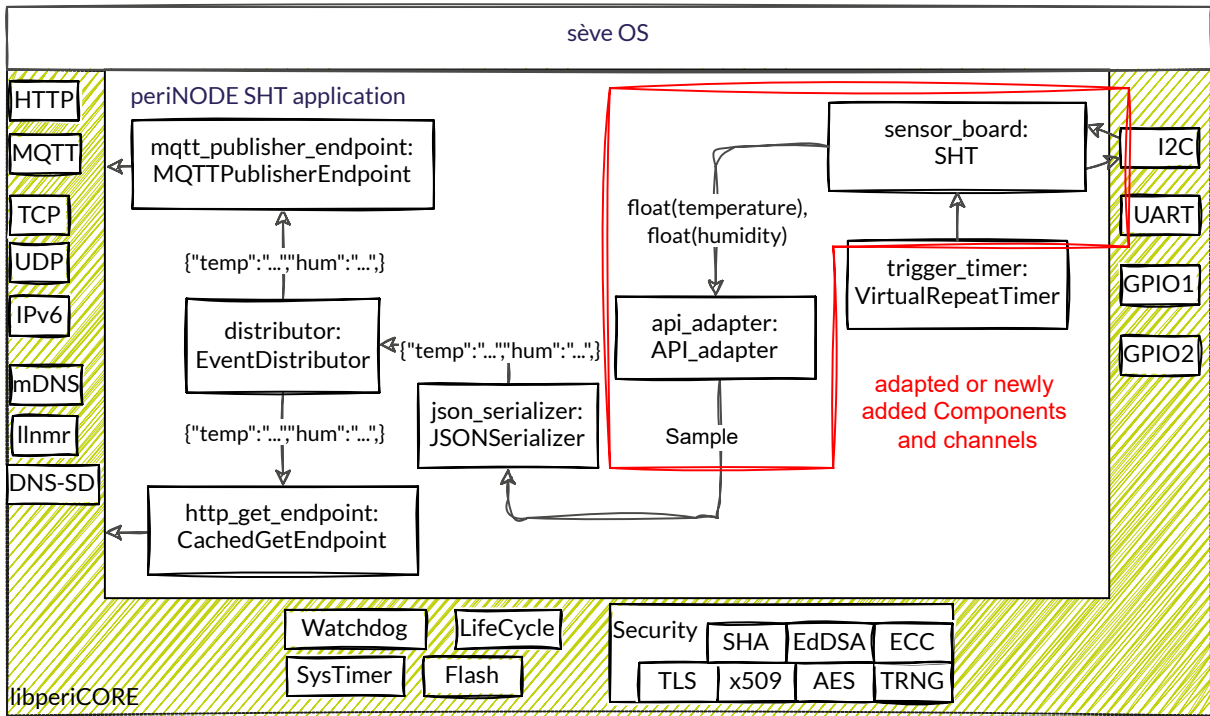 sève OS
HTTP
MQTT
TCP
UDP
IPv6
mDNS
llnmr
DNS-SD
periNODE SHT application
mqtt_publisher_endpoint:
MQTTPublisherEndpoint
{"temp":"...","hum":"...",}
distributor:
EventDistributor
{"temp":"...","hum":"...",}
http_get_endpoint:
CachedGetEndpoint
{"temp":"...","hum":"...",}
json_serializer:
JSONSerializer
float(temperature),
float(humidity)
api_adapter:
API_adapter
Sample
sensor_board:
SHT
trigger_timer:
VirtualRepeatTimer
adapted or newly
added Components
and channels
I2C
UART
GPIO1
GPIO2
Watchdog
LifeCycle
SysTimer
Flash
Security
SHA
EdDSA
ECC
TLS
x509
AES
TRNG
libperiCORE